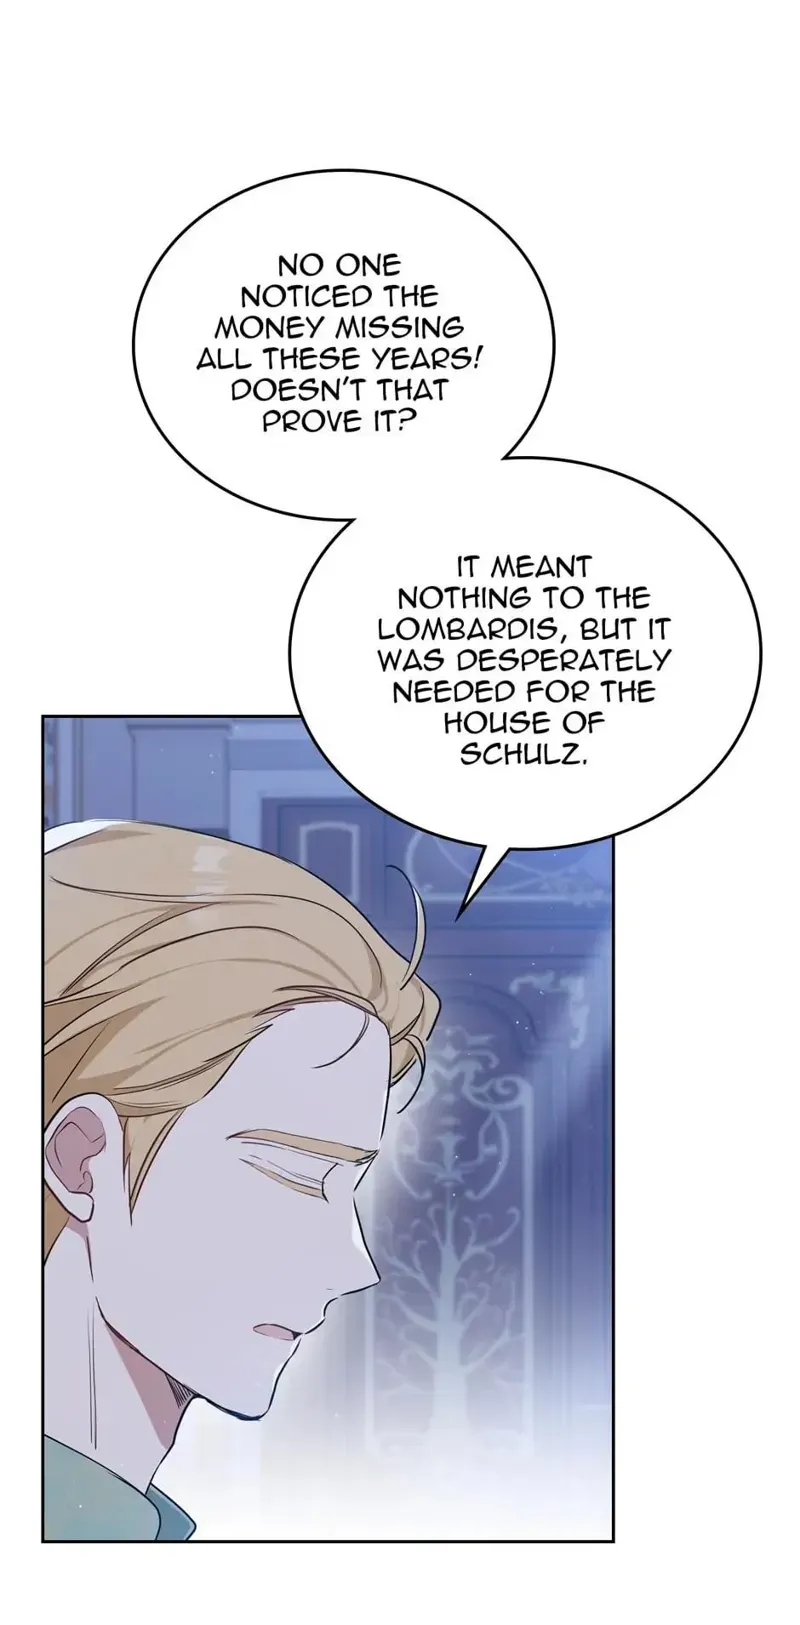 NO ONE
NOTICED THE
MONEY MISSING
ALL THESE YEARS!
DOESN'T THAT
PROVE IT?
IT MEANT
NOTHING TO THE
LOMBARDIS, BUT IT
WAS DESPERATELY
NEEDED FOR THE
HOUSE OF
SCHULZ.